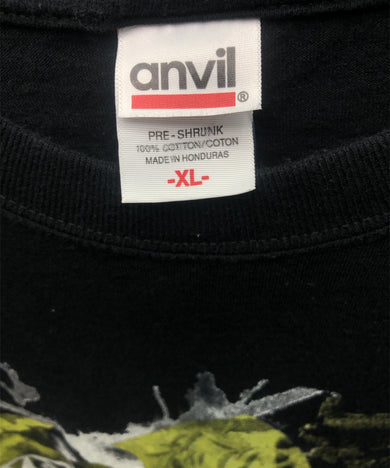 anvil®
PRE-SHRUNK
100% COTTON/COTON
MADE IN HONDURAS
-XL-